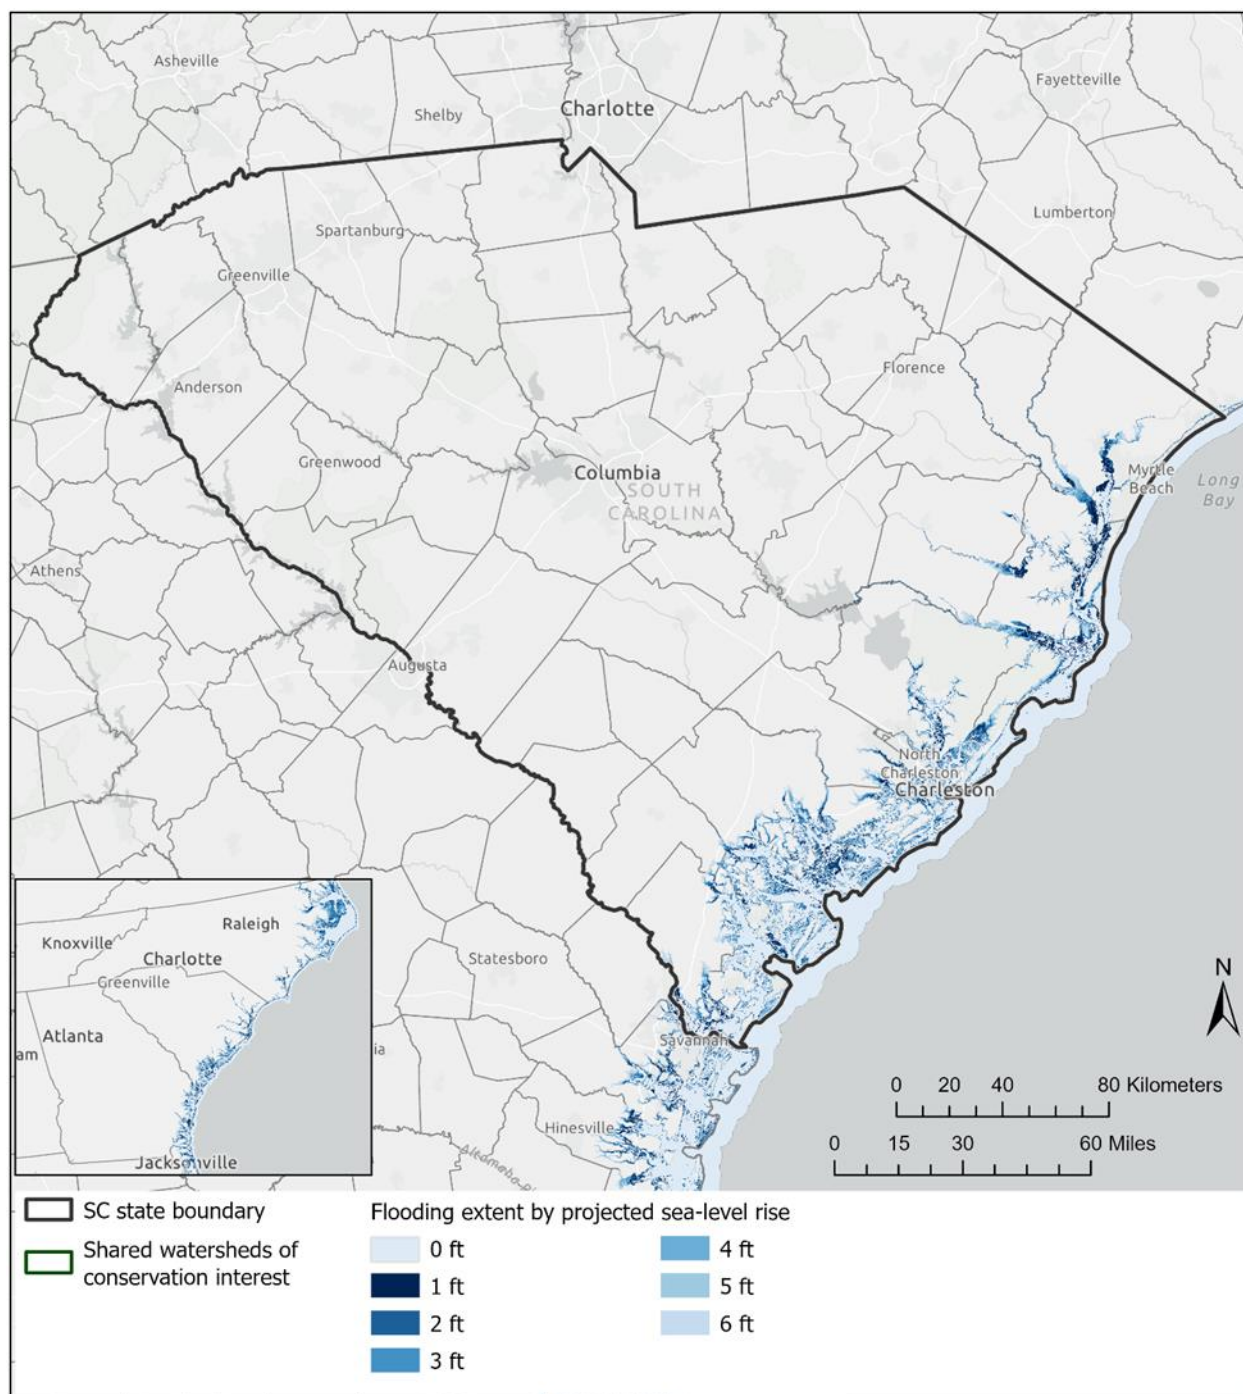 Asheville
Fayetteville
Charlotte
Shelby
Lumberton
Spartanburg
Greenville
Florence
Anderson
Greenwood
Columbia
SOUTH
CAROLINA
Myrtle
Beach
Long
Bay
Athens
Augusta
North
Charleston
Charleston
Statesboro
Savannah
Hinesville
Raleigh
Knoxville
Charlotte
Greenville
Atlanta
am
ia
Jacksonville
N
0 20 40 80 Kilometers
0 15 30 60 Miles
SC state boundary
Shared watersheds of
conservation interest
Flooding extent by projected sea-level rise
0 ft
1 ft
2 ft
3 ft
4 ft
5 ft
6 ft